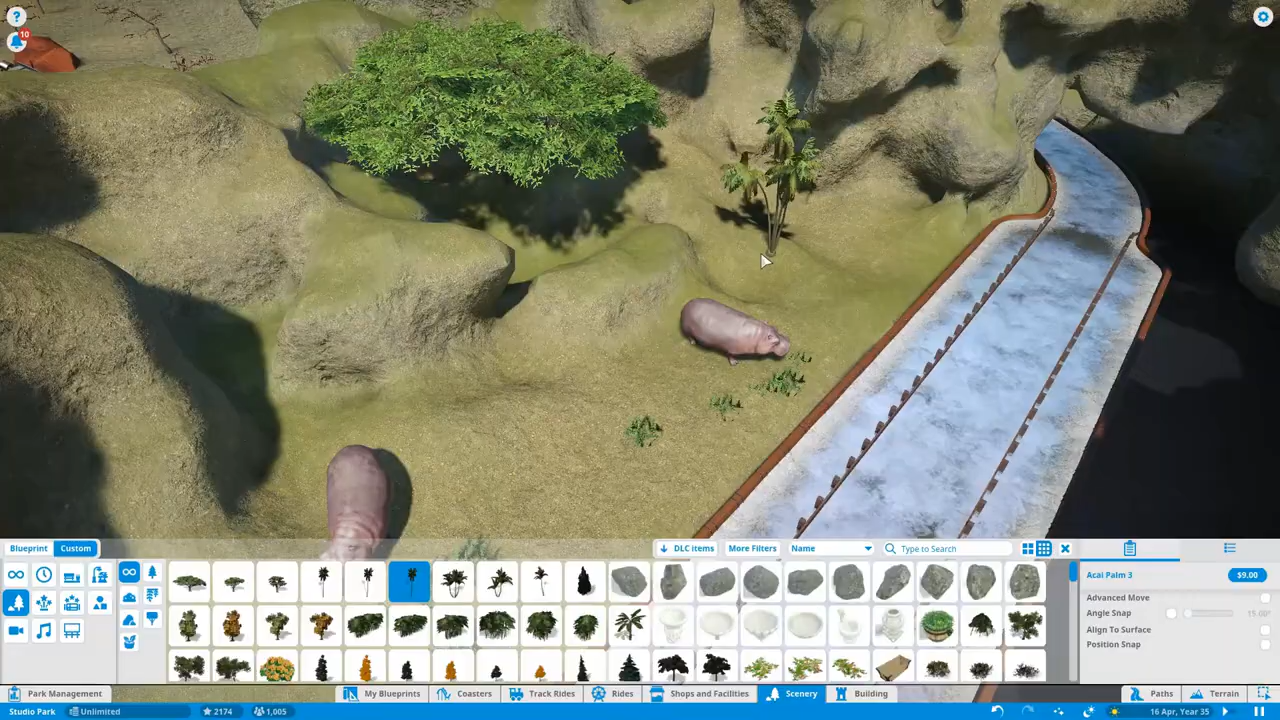 ?
10
Blueprint Custom DLC items More Filters Name Type to Search
Acai Palm 3 $9.00
Advanced Move
Angle Snap 15.00°
Align To Surface
Position Snap
Park Management My Blueprints Coasters Track Rides Rides Shops and Facilities Scenery Building Paths Terrain
Studio Park Unlimited 2174 1,005 16 Apr, Year 35